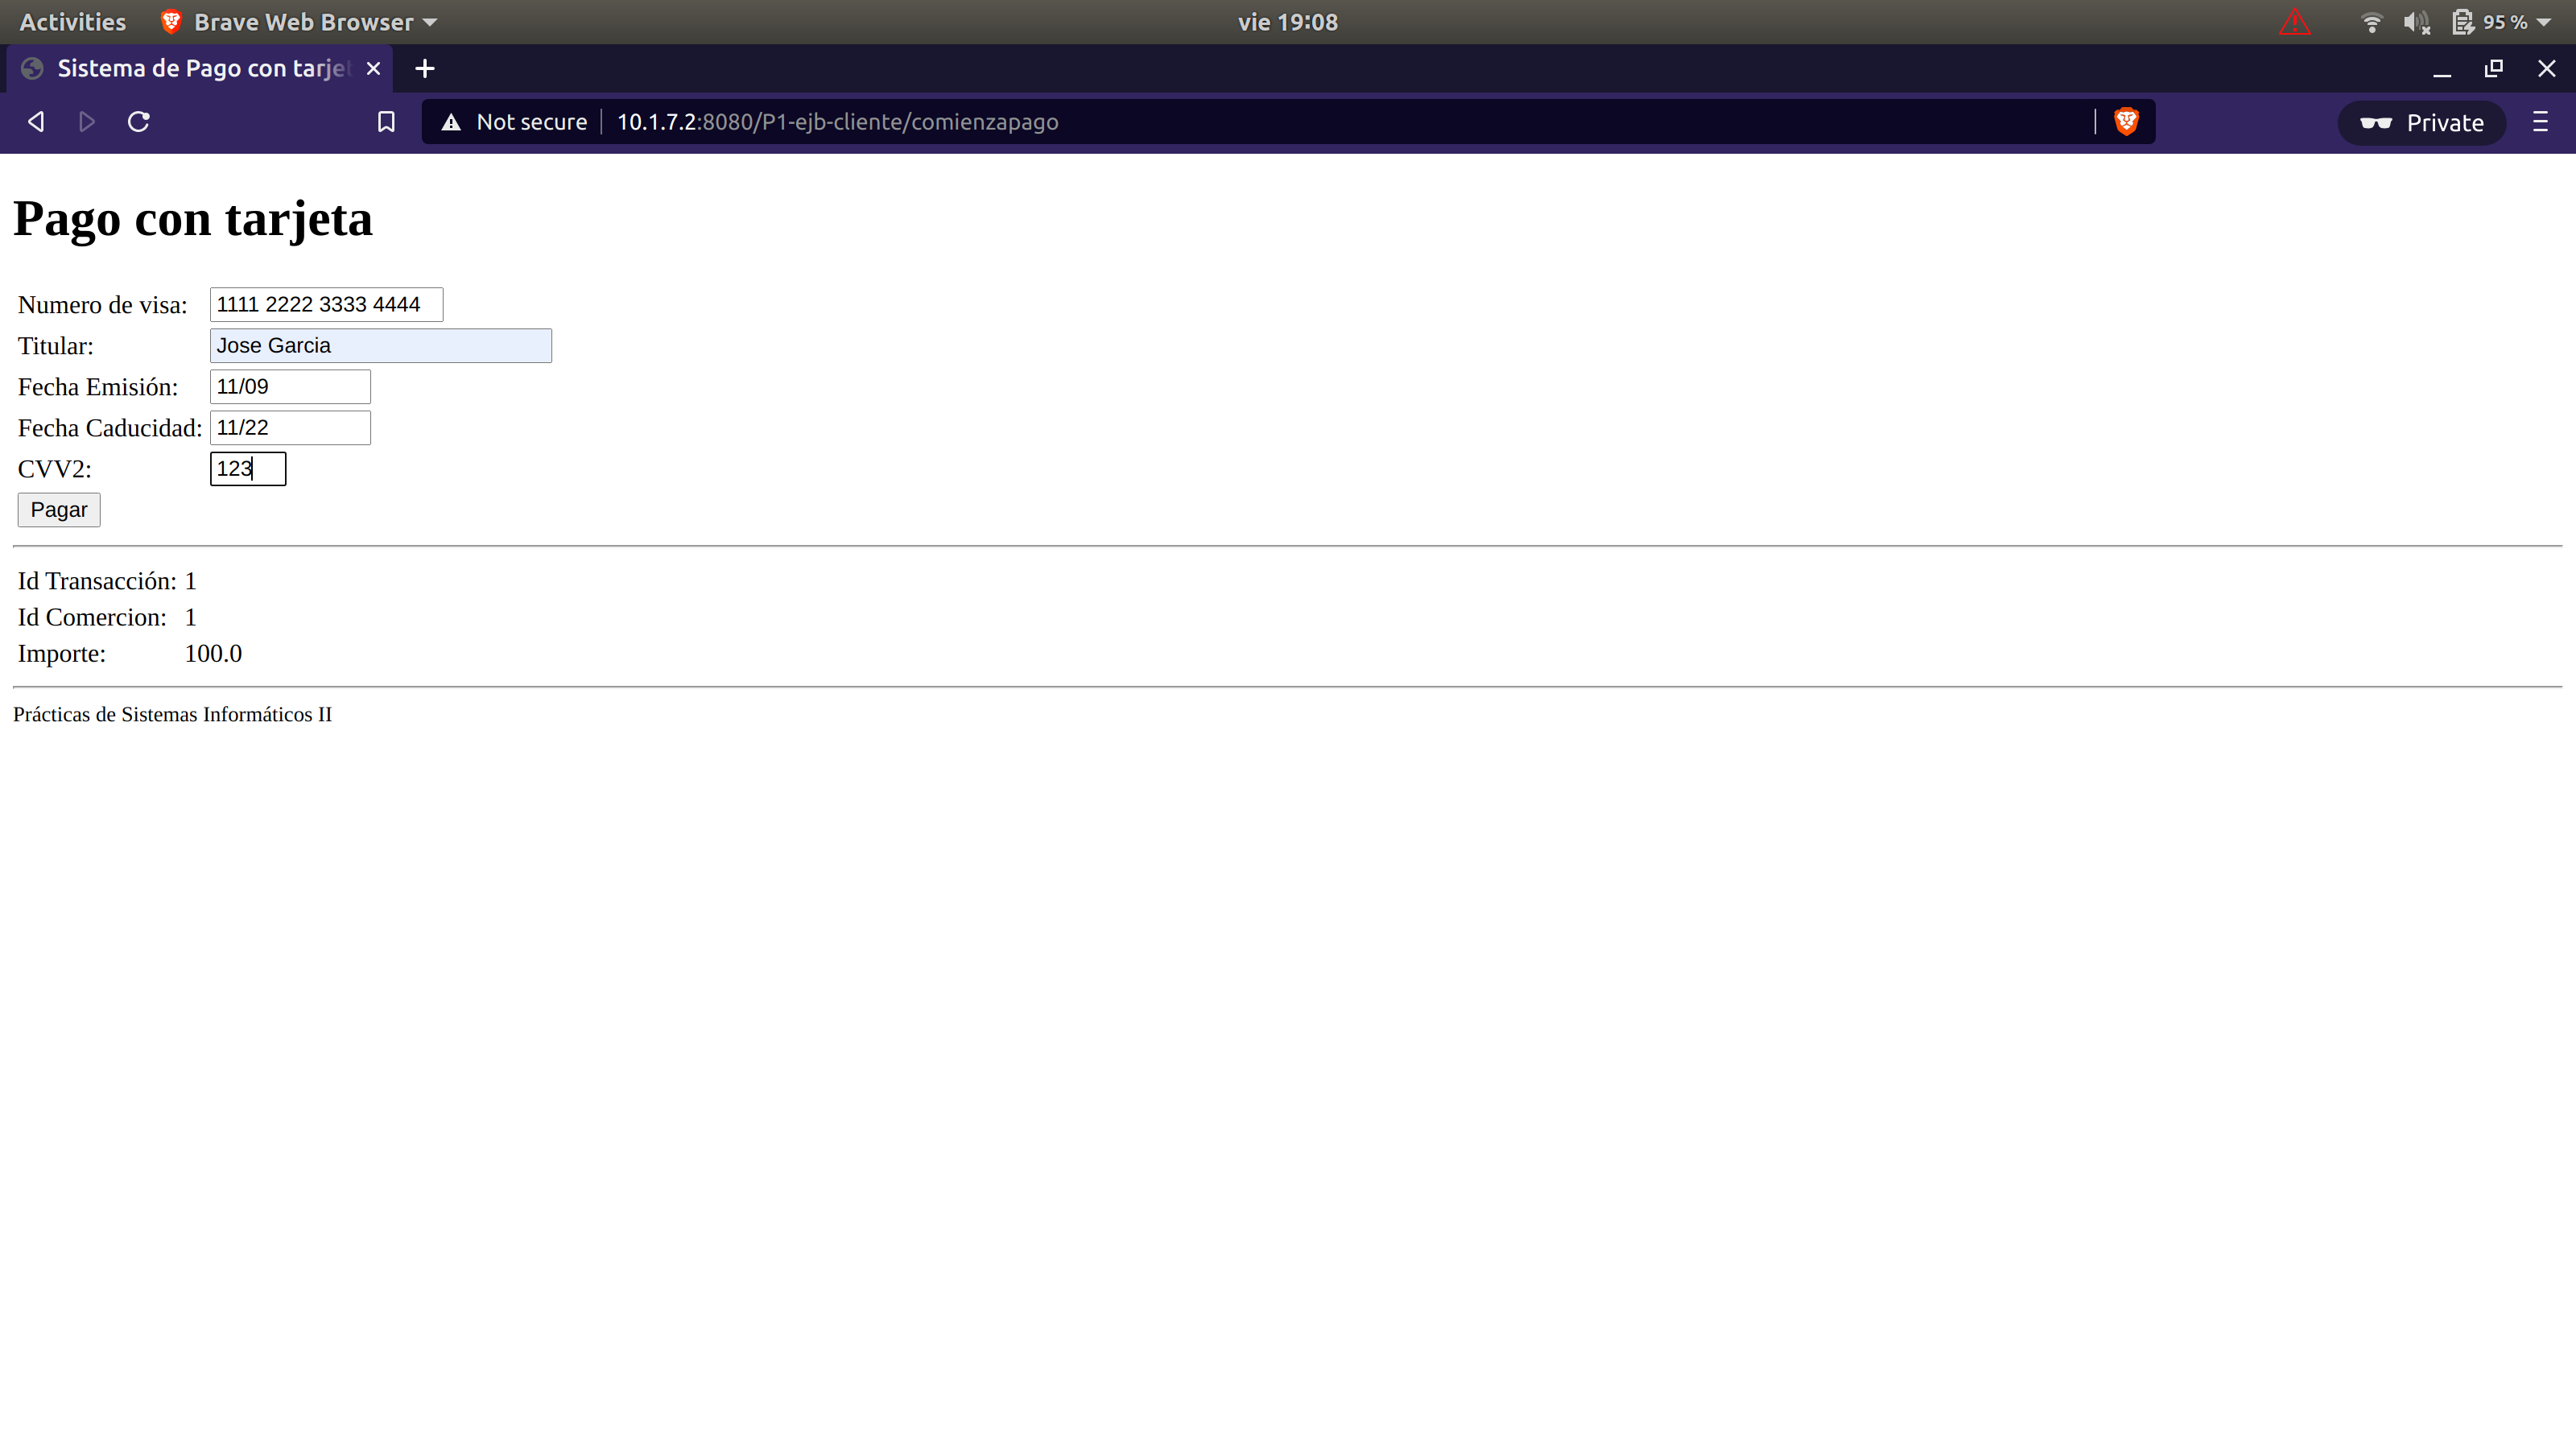 Activities Brave Web Browser vie 19:08 95 %
Sistema de Pago con tarjet
Not secure 10.1.7.2:8080/P1-ejb-cliente/comienzapago Private
Pago con tarjeta
Numero de visa: 1111 2222 3333 4444
Titular: Jose Garcia
Fecha Emisión: 11/09
Fecha Caducidad: 11/22
CVV2: 123
Pagar
Id Transacción: 1
Id Comercion: 1
Importe: 100.0
Prácticas de Sistemas Informáticos II